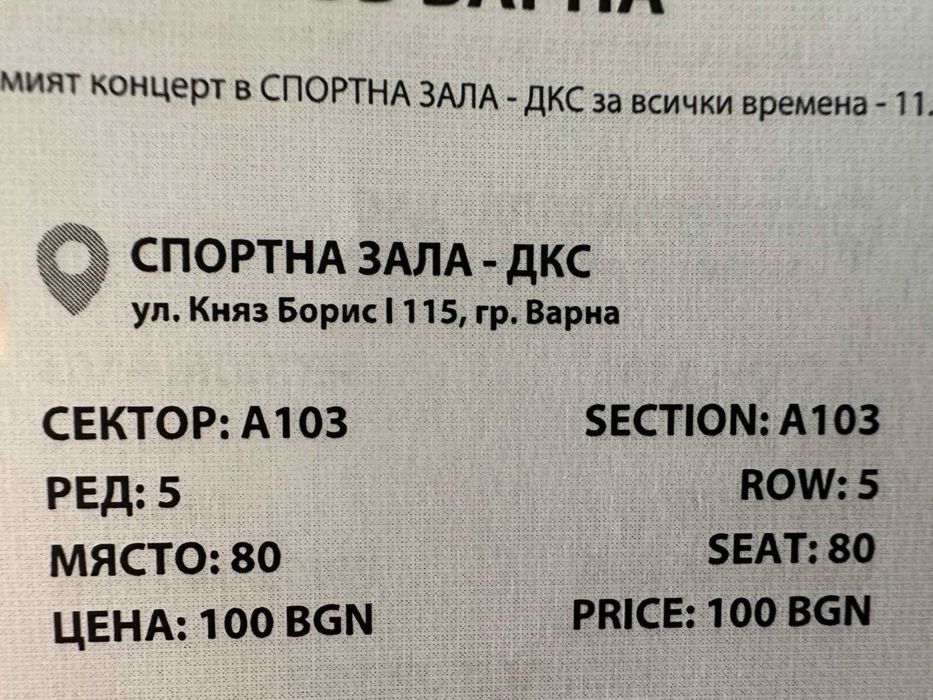 мият концерт в СПОРТНА ЗАЛА - ДКС за всички времена - 11.
СПОРТНА ЗАЛА - ДКС
ул. Княз Борис I 115, гр. Варна
СЕКТОР: A103
SECTION: A103
РЕД: 5
ROW: 5
МЯСТО: 80
SEAT: 80
ЦЕНА: 100 BGN
PRICE: 100 BGN